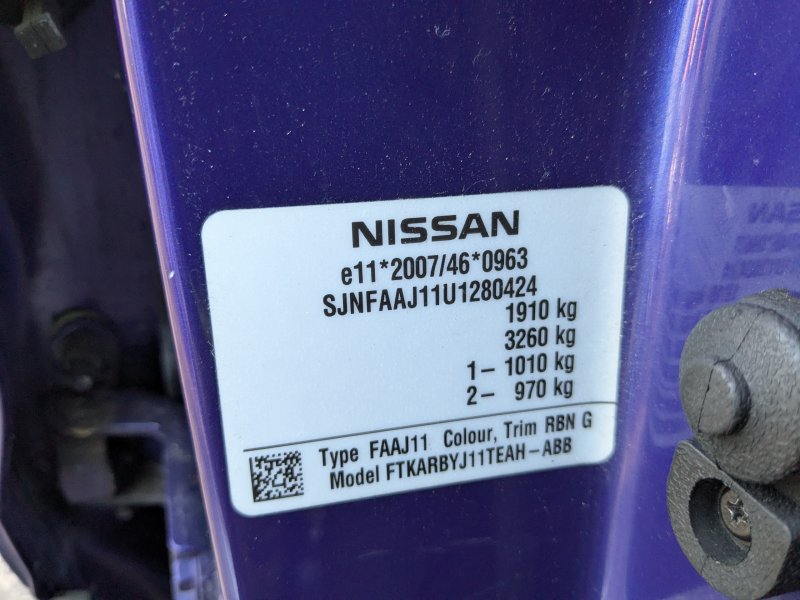 NISSAN
e11*2007/46*0963
SJNFAAJ11U1280424
1910 kg
3260 kg
1– 1010 kg
2– 970 kg
Type FAAJ11 Colour, Trim RBN G
Model FTKARBYJ11TEAH–ABB